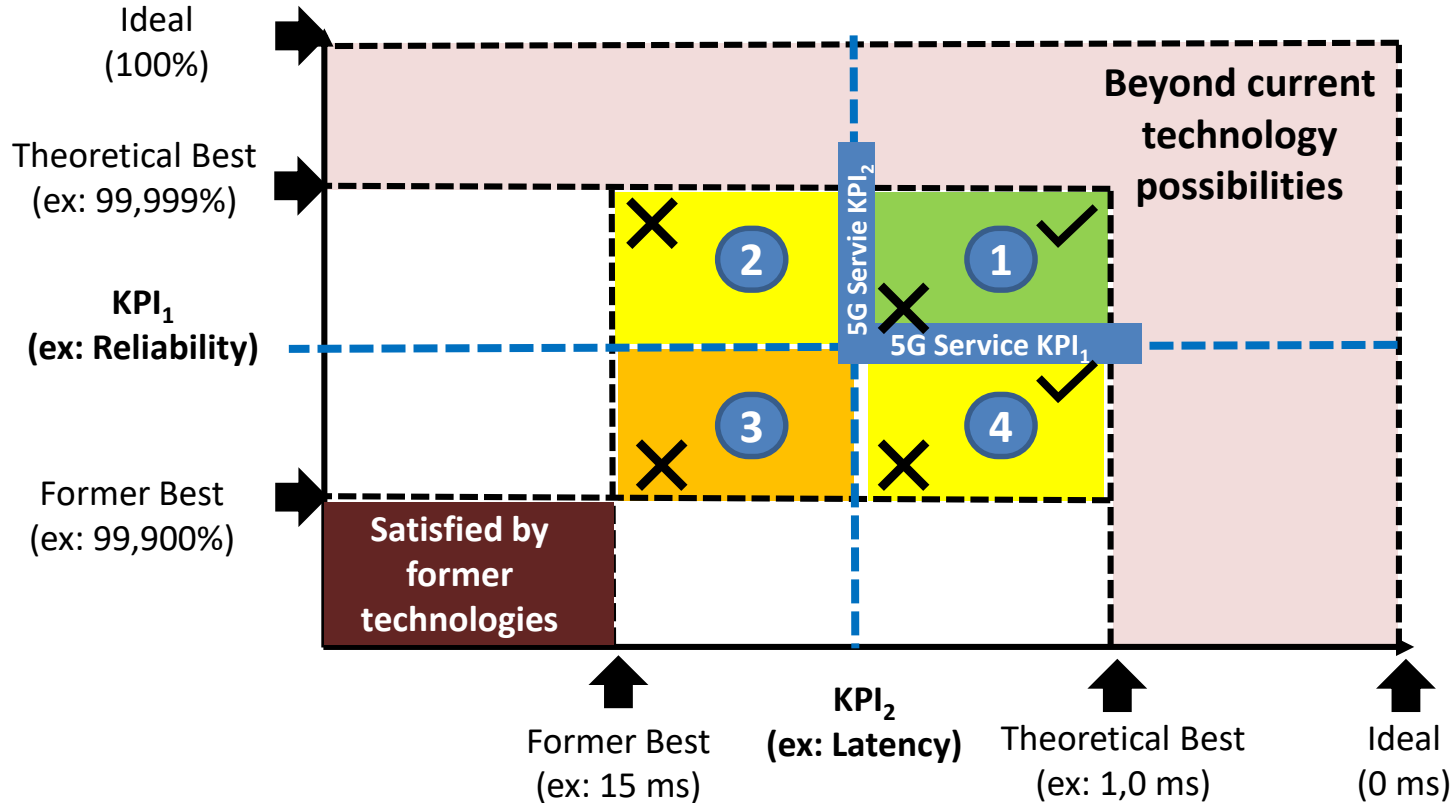 Ideal
(100%)
Theoretical Best
(ex: 99,999%)
KPI1
(ex: Reliability)
Former Best
(ex: 99,900%)
Beyond current
technology
possibilities
2
1
5G Servie KPI2
5G Service KPI1
3
4
Satisfied by
former
technologies
Former Best
(ex: 15 ms)
KPI2
(ex: Latency)
Theoretical Best
(ex: 1,0 ms)
Ideal
(0 ms)